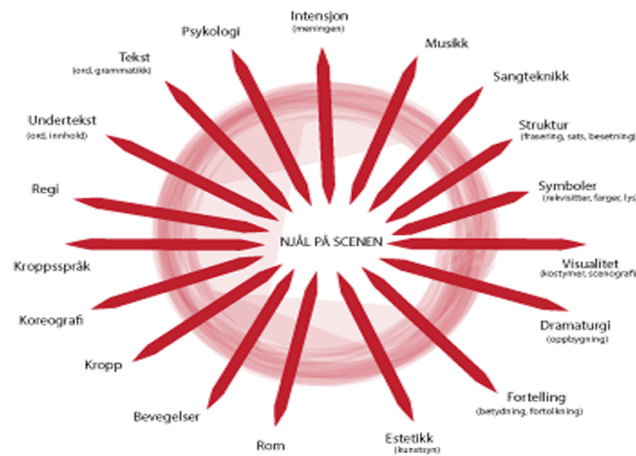 Intensjon
(meningen)
Musikk
Sangteknikk
Struktur
(frasering, sats, besetning)
Symboler
(rekvisitter, farger, lys
Visualitet
(kostymer, scenografi
Dramaturgi
(oppbygning)
Fortelling
(betydning, fortolkning)
Estetikk
(kunstsyn)
Rom
Bevegelser
Kropp
Koreografi
Kroppsspråk
Regi
Undertekst
(ord, innhold)
Tekst
(ord, grammatikk)
Psykologi
NJÅL PÅ SCENEN